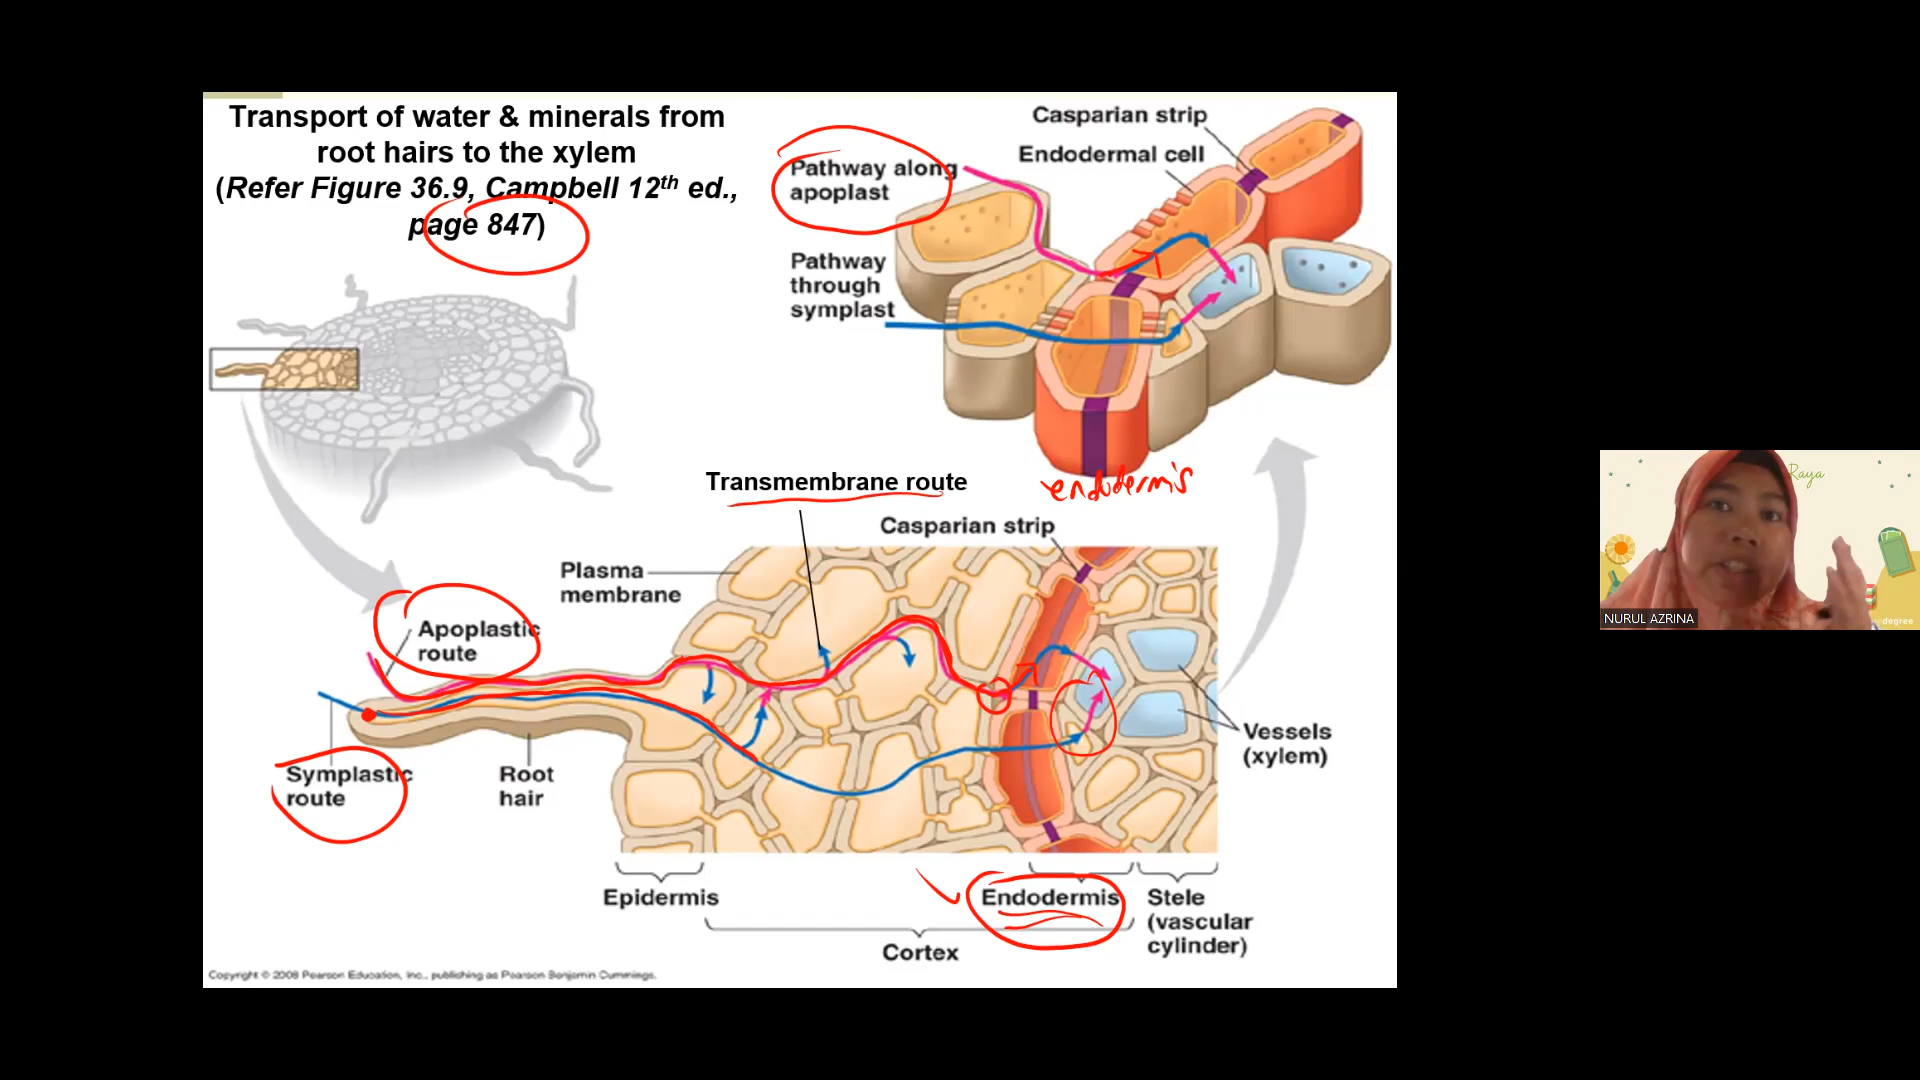 Transport of water & minerals from
root hairs to the xylem
(Refer Figure 36.9, Campbell 12th ed.,
page 847)
Casparian strip
Endodermal cell
Pathway along
apoplast
Pathway
through
symplast
endodermis
Transmembrane route
Casparian strip
Plasma
membrane
Apoplastic
route
Symplastic
route
Root
hair
Vessels
(xylem)
Epidermis
Endodermis
Stele
(vascular
cylinder)
Cortex
Copyright © 2008 Pearson Education, Inc., publishing as Pearson Benjamin Cummings.
Raya
NURUL AZRINA
degree